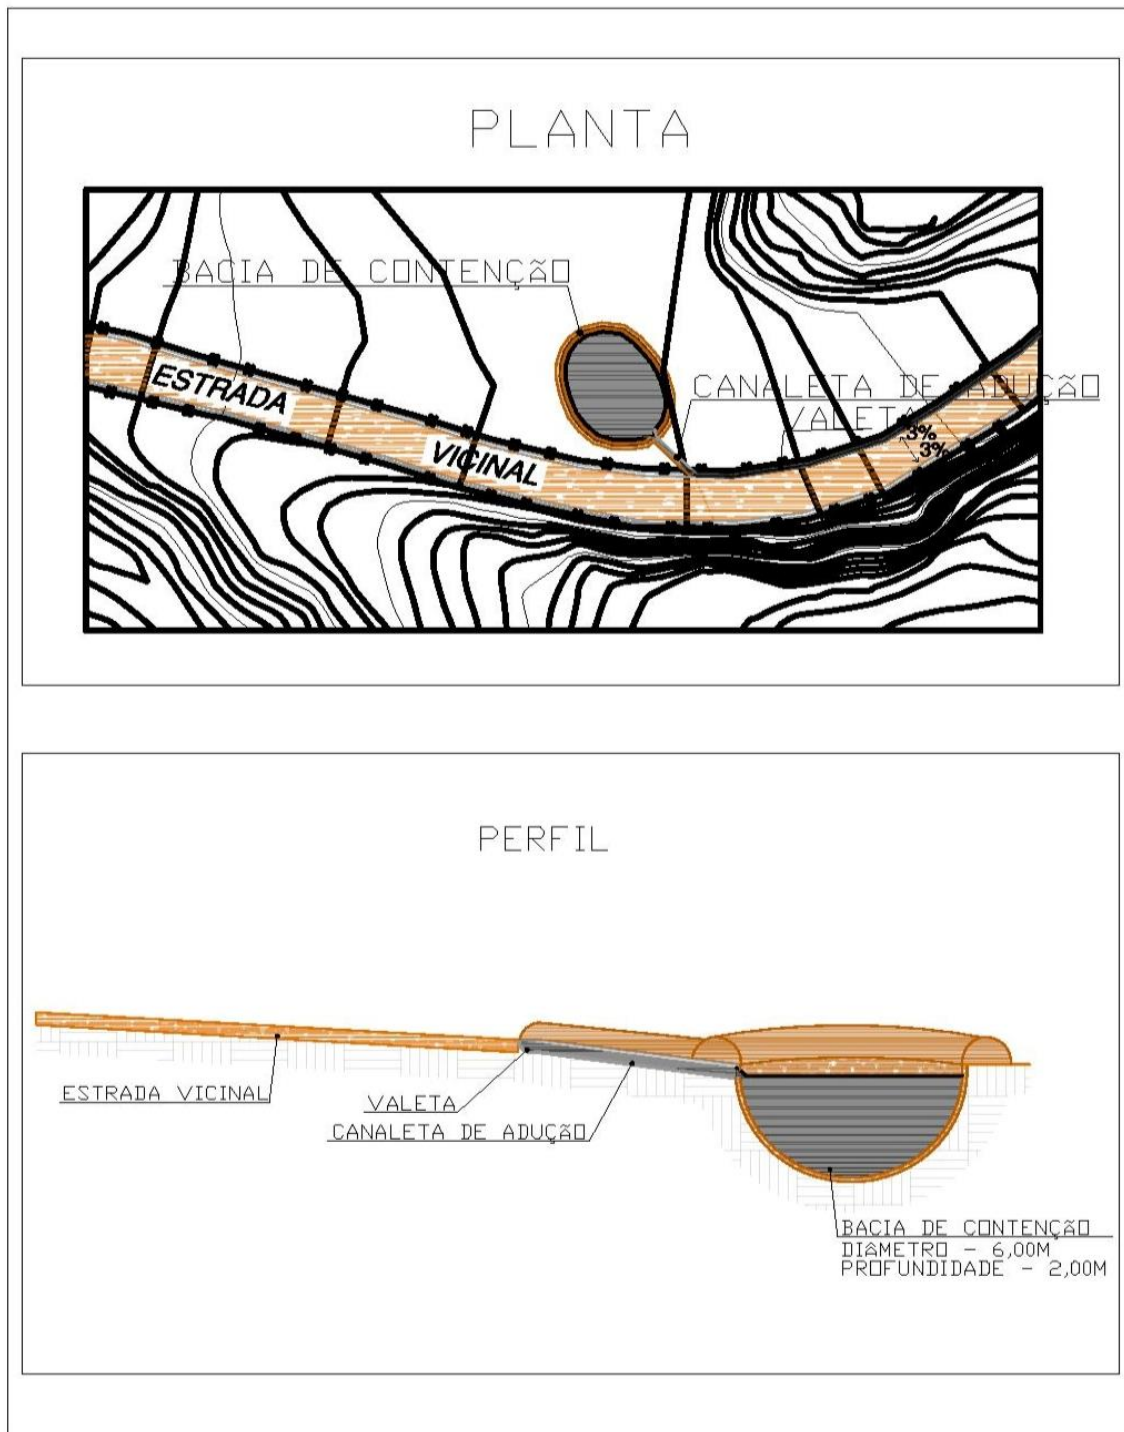 PLANTA
BACIA DE CONTENÇãO
ESTRADA
VICINAL
CANALETA DE ADUÇãO
VALETA
3%
3%
PERFIL
ESTRADA VICINAL
VALETA
CANALETA DE ADUÇãO
BACIA DE CONTENÇãO
DIâMETRO - 6,00M
PROFUNDIDADE - 2,00M